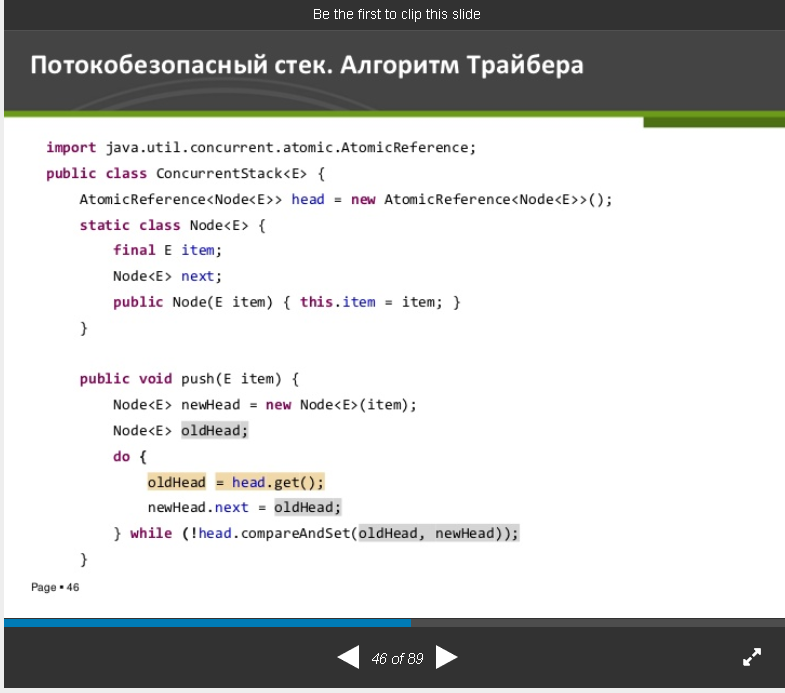 Be the first to clip this slide
Потокобезопасный стек. Алгоритм Трайбера
import java.util.concurrent.atomic.AtomicReference;
public class ConcurrentStack<E> {
AtomicReference<Node<E>> head = new AtomicReference<Node<E>>();
static class Node<E> {
final E item;
Node<E> next;
public Node(E item) { this.item = item; }
}
public void push(E item) {
Node<E> newHead = new Node<E>(item);
Node<E> oldHead;
do {
oldHead = head.get();
newHead.next = oldHead;
} while (!head.compareAndSet(oldHead, newHead));
}
Page ▪ 46
46 of 89